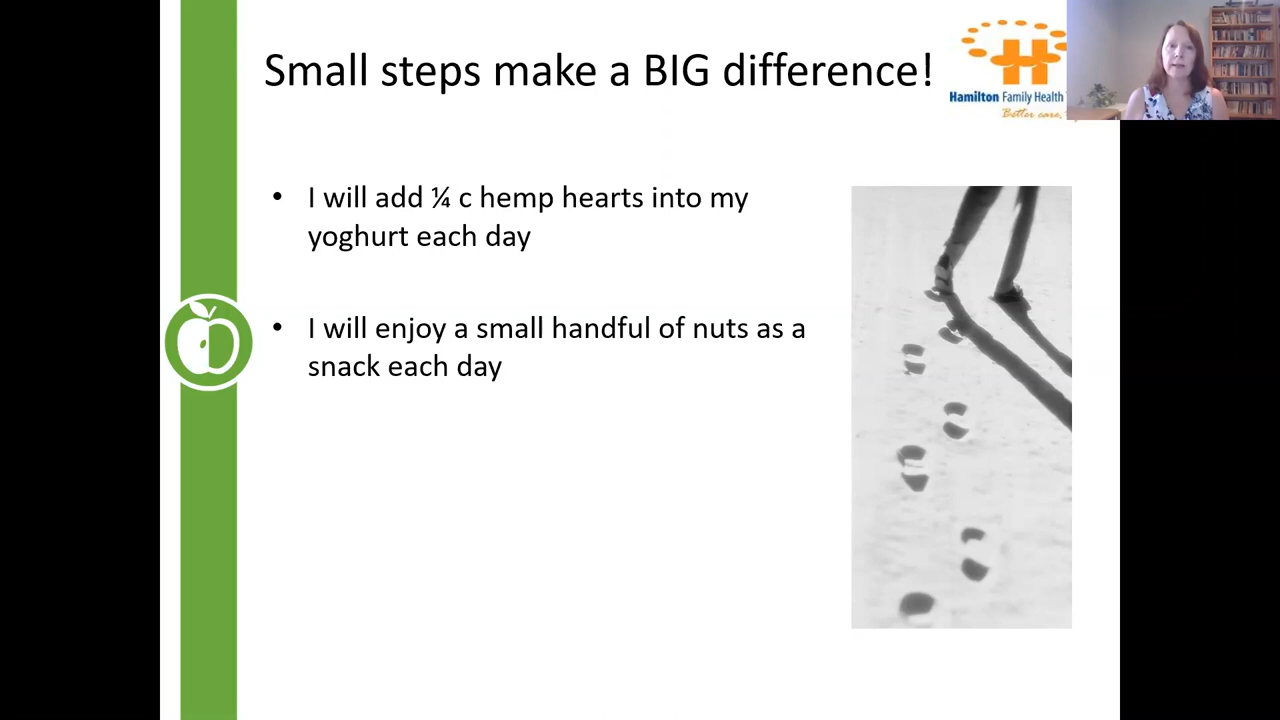 Small steps make a BIG difference!
Hamilton Family Health
Better care,
• I will add ¼ c hemp hearts into my
yoghurt each day
• I will enjoy a small handful of nuts as a
snack each day